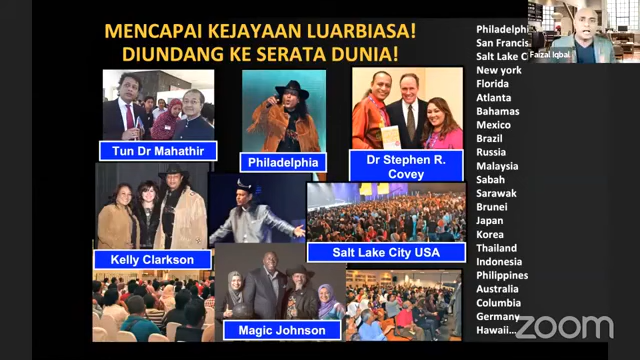 MENCAPAI KEJAYAAN LUARBIASA!
DIUNDANG KE SERATA DUNIA!
Tun Dr Mahathir
Philadelphia
Dr Stephen R.
Covey
Kelly Clarkson
Salt Lake City USA
Magic Johnson
Philadelphi
San Francis
Salt Lake C
New york
Florida
Atlanta
Bahamas
Mexico
Brazil
Russia
Malaysia
Sabah
Sarawak
Brunei
Japan
Korea
Thailand
Indonesia
Philippines
Australia
Columbia
Germany
Hawaii...
Faizal Iqbal
zoom